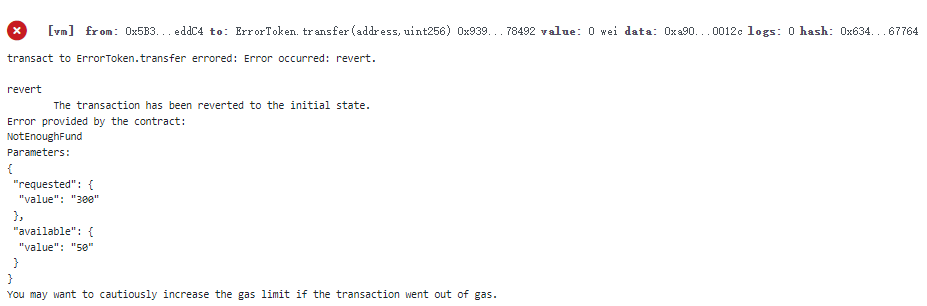 [vm] from: 0x5B3...eddC4 to: ErrorToken.transfer(address,uint256) 0x939...78492 value: 0 wei data: 0xa90...0012c logs: 0 hash: 0x634...67764
transact to ErrorToken.transfer errored: Error occurred: revert.
revert
The transaction has been reverted to the initial state.
Error provided by the contract:
NotEnoughFund
Parameters:
{
"requested": {
"value": "300"
},
"available": {
"value": "50"
}
}
You may want to cautiously increase the gas limit if the transaction went out of gas.